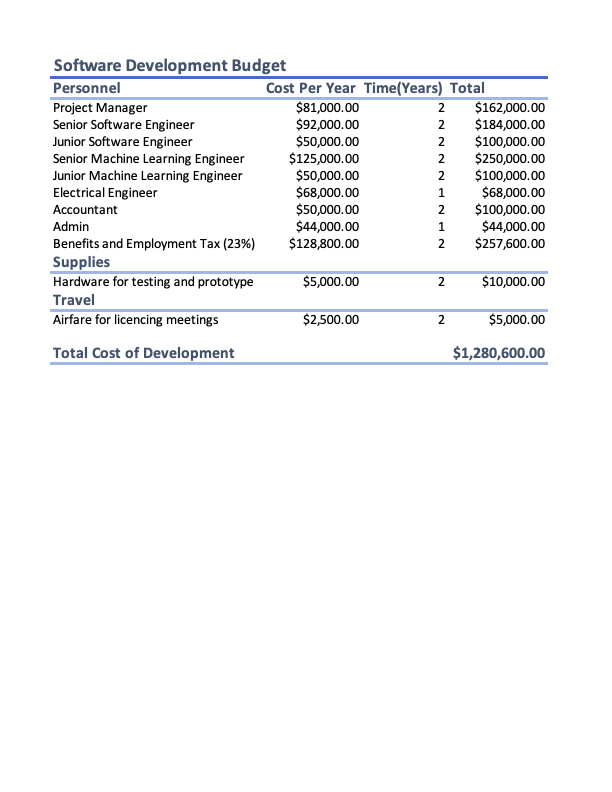 Software Development Budget
Personnel Cost Per Year Time(Years) Total
Project Manager $81,000.00 2 $162,000.00
Senior Software Engineer $92,000.00 2 $184,000.00
Junior Software Engineer $50,000.00 2 $100,000.00
Senior Machine Learning Engineer $125,000.00 2 $250,000.00
Junior Machine Learning Engineer $50,000.00 2 $100,000.00
Electrical Engineer $68,000.00 1 $68,000.00
Accountant $50,000.00 2 $100,000.00
Admin $44,000.00 1 $44,000.00
Benefits and Employment Tax (23%) $128,800.00 2 $257,600.00
Supplies
Hardware for testing and prototype $5,000.00 2 $10,000.00
Travel
Airfare for licencing meetings $2,500.00 2 $5,000.00
Total Cost of Development $1,280,600.00